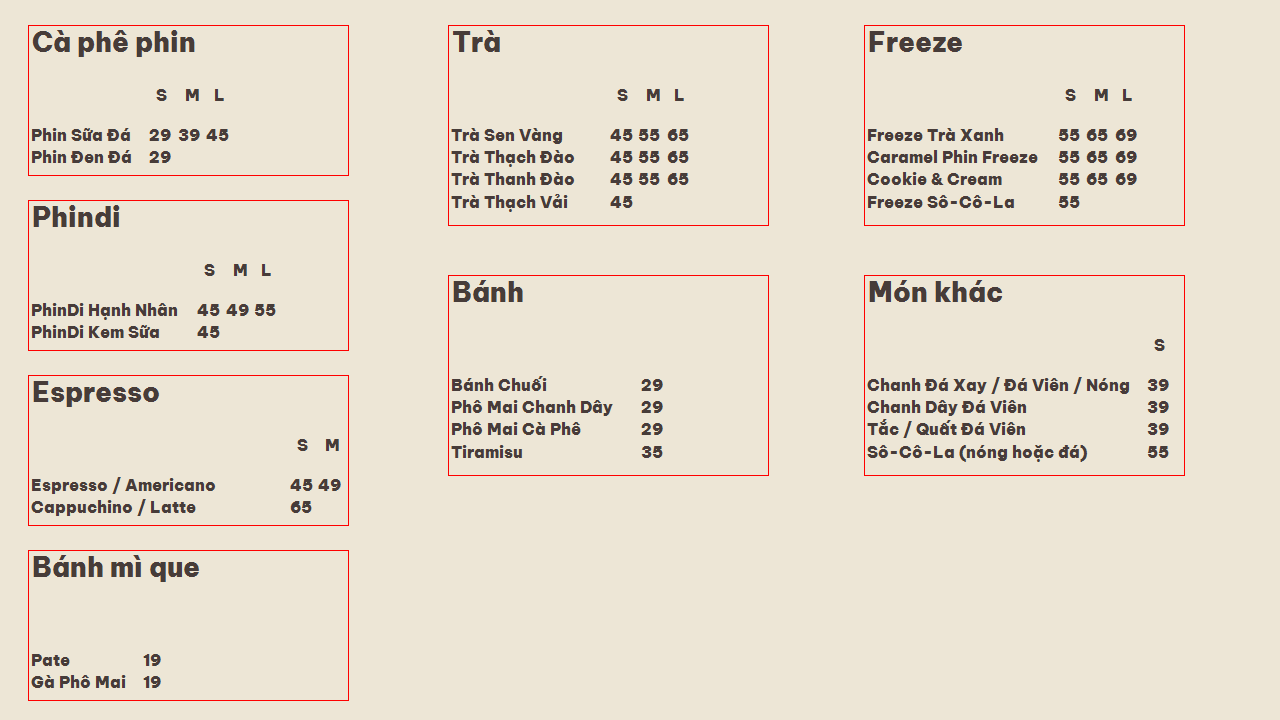 Cà phê phin
S M L
Phin Sữa Đá 29 39 45
Phin Đen Đá 29
Phindi
S M L
PhinDi Hạnh Nhân 45 49 55
PhinDi Kem Sữa 45
Espresso
S M
Espresso / Americano 45 49
Cappuchino / Latte 65
Bánh mì que
Pate 19
Gà Phô Mai 19
Trà
S M L
Trà Sen Vàng 45 55 65
Trà Thạch Đào 45 55 65
Trà Thanh Đào 45 55 65
Trà Thạch Vải 45
Bánh
Bánh Chuối 29
Phô Mai Chanh Dây 29
Phô Mai Cà Phê 29
Tiramisu 35
Freeze
S M L
Freeze Trà Xanh 55 65 69
Caramel Phin Freeze 55 65 69
Cookie & Cream 55 65 69
Freeze Sô-Cô-La 55
Món khác
S
Chanh Đá Xay / Đá Viên / Nóng 39
Chanh Dây Đá Viên 39
Tắc / Quất Đá Viên 39
Sô-Cô-La (nóng hoặc đá) 55